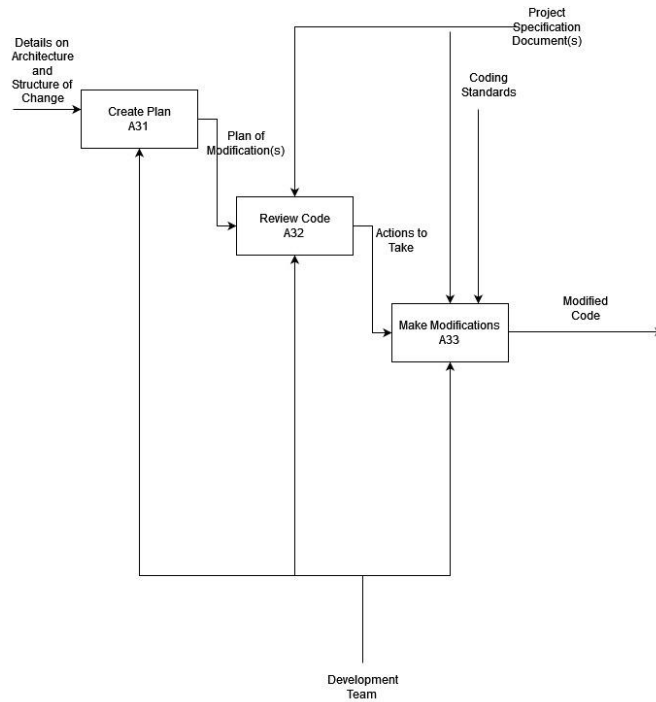 Project
Specification
Document(s)
Details on
Architecture
and
Structure of
Change
Coding
Standards
Create Plan
A31
Plan of
Modification(s)
Review Code
A32
Actions to
Take
Make Modifications
A33
Modified
Code
Development
Team